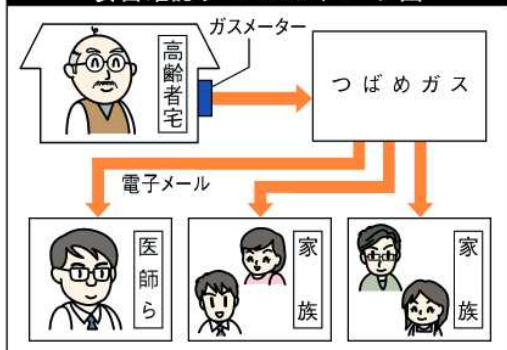 ガスメーター
高齢者宅
つばめガス
電子メール
医師ら
家族
家族